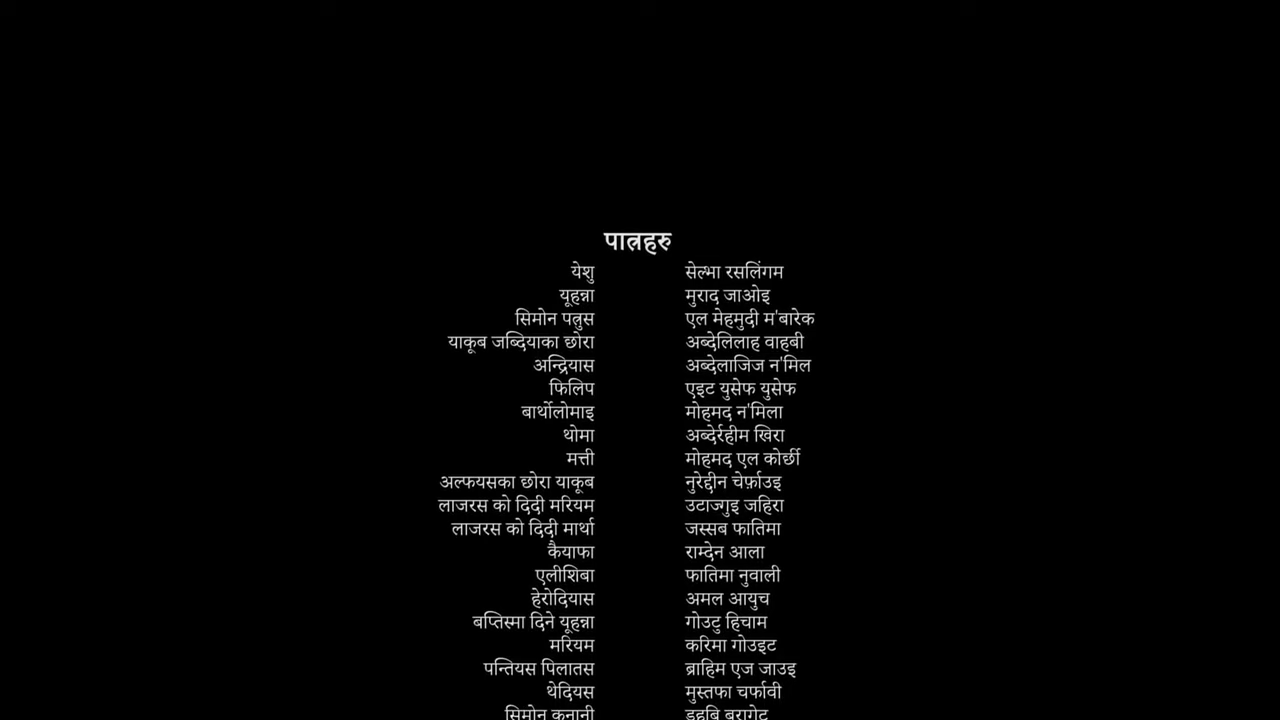 पात्रहरु
येशु सेल्भा रसलिंगम
यूहन्ना मुराद जाओइ
सिमोन पत्रुस एल मेहमुदी म'बारेक
याकूब जब्दियाका छोरा अब्देलिलाह वाहबी
अन्द्रियास अब्देलाजिज न'मिल
फिलिप एइट युसेफ युसेफ
बार्थोलोमाइ मोहमद न'मिला
थोमा अब्देर्रहीम खिरा
मत्ती मोहमद एल कोर्छी
अल्फयसका छोरा याकूब नुरेद्दीन चेर्फ़ाउइ
लाजरस को दिदी मरियम उटाज्गुइ जहिरा
लाजरस को दिदी मार्था जस्सब फातिमा
कैयाफा राम्देन आला
एलीशिबा फातिमा नुवाली
हेरोदियास अमल आयुच
बप्तिस्मा दिने यूहन्ना गोउटु हिचाम
मरियम करिमा गोउइट
पन्तियस पिलातस ब्राहिम एज जाउइ
थेदियस मुस्तफा चर्फावी
सिमोन कनानी